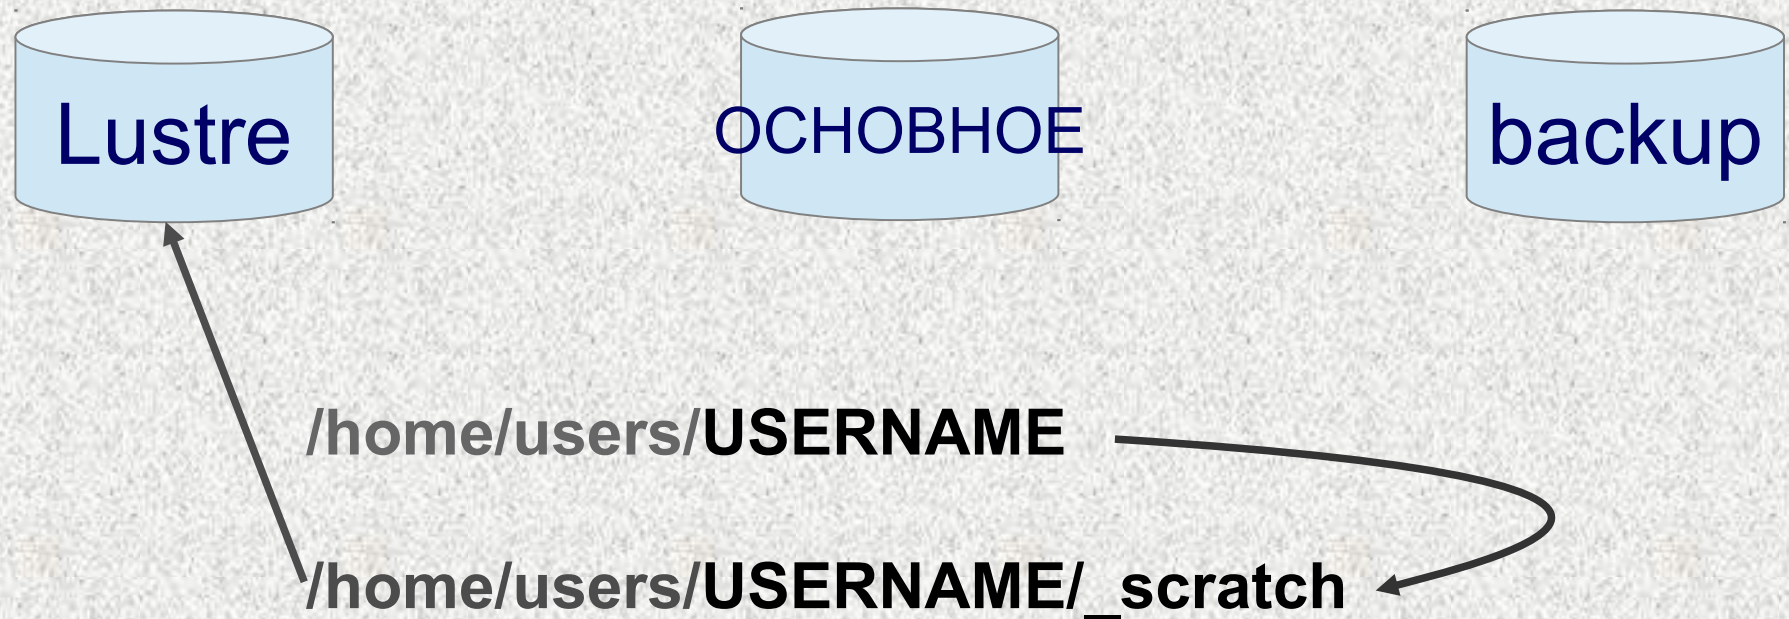 Lustre
ОСНОВНОЕ
backup
/home/users/USERNAME
/home/users/USERNAME/_scratch